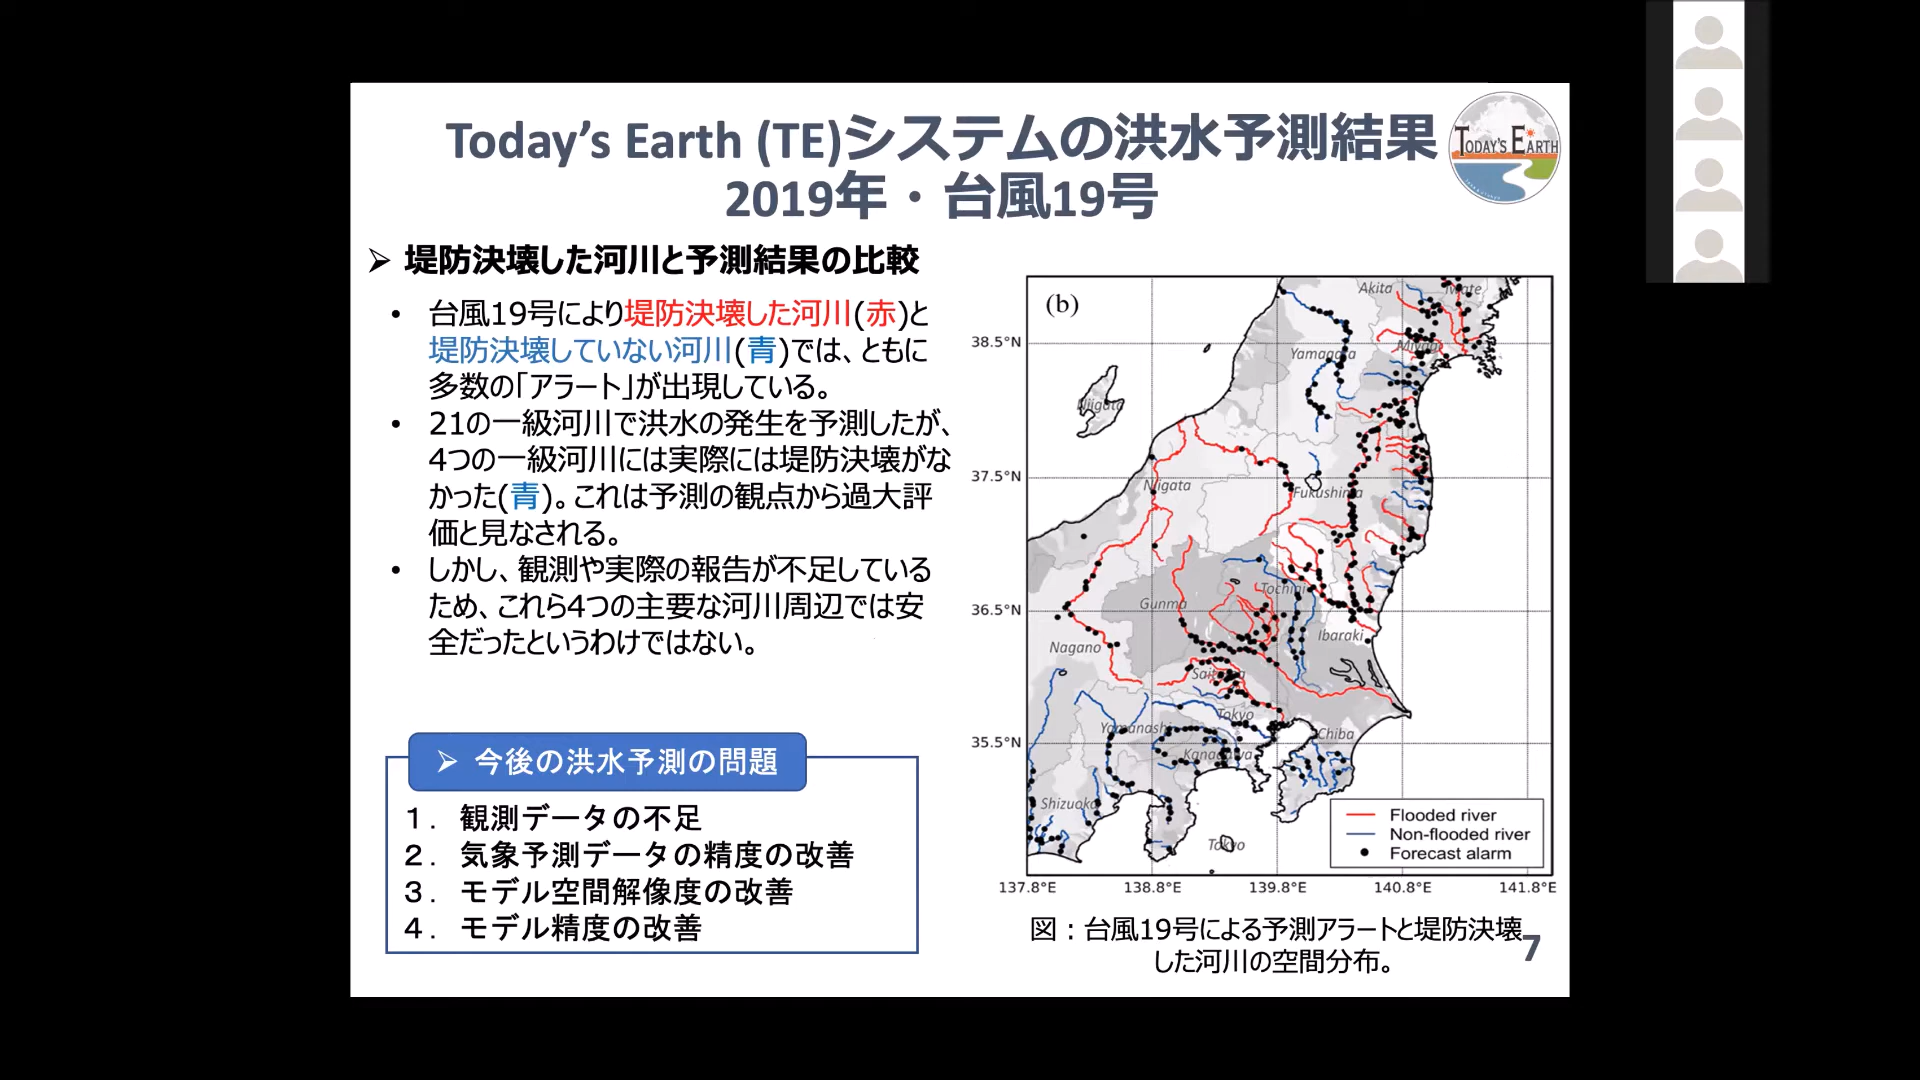 Today's Earth (TE)システムの洪水予測結果
2019年・台風19号
TODAY'S EARTH
➢ 堤防決壊した河川と予測結果の比較
• 台風19号により堤防決壊した河川(赤)と
堤防決壊していない河川(青)では、ともに
多数の「アラート」が出現している。
• 21の一級河川で洪水の発生を予測したが、
4つの一級河川には実際には堤防決壊がな
かった(青)。これは予測の観点から過大評
価と見なされる。
• しかし、観測や実際の報告が不足している
ため、これら4つの主要な河川周辺では安
全だったというわけではない。
➢ 今後の洪水予測の問題
１. 観測データの不足
２. 気象予測データの精度の改善
３. モデル空間解像度の改善
４. モデル精度の改善
(b)
Akita
Iwate
38.5°N
Yamagata
Miyagi
Niigata
37.5°N
Niigata
Fukushima
Tochigi
36.5°N
Gunma
Ibaraki
Nagano
Saitama
Tokyo
Yamanashi
Chiba
35.5°N
Kanagawa
Shizuoka
Tokyo
Flooded river
Non-flooded river
Forecast alarm
137.8°E 138.8°E 139.8°E 140.8°E 141.8°E
図：台風19号による予測アラートと堤防決壊
した河川の空間分布。
7